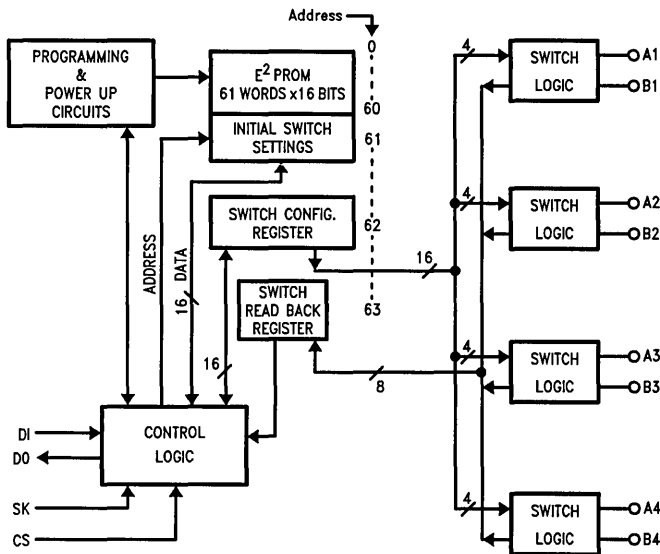 Address
0
PROGRAMMING
&
POWER UP
CIRCUITS
E² PROM
61 WORDS x16 BITS
60
INITIAL SWITCH
SETTINGS
61
SWITCH CONFIG.
REGISTER
62
SWITCH
READ BACK
REGISTER
63
ADDRESS
16 DATA
16
16
8
CONTROL
LOGIC
DI
DO
SK
CS
4
SWITCH
LOGIC
A1
B1
4
SWITCH
LOGIC
A2
B2
4
SWITCH
LOGIC
A3
B3
4
SWITCH
LOGIC
A4
B4